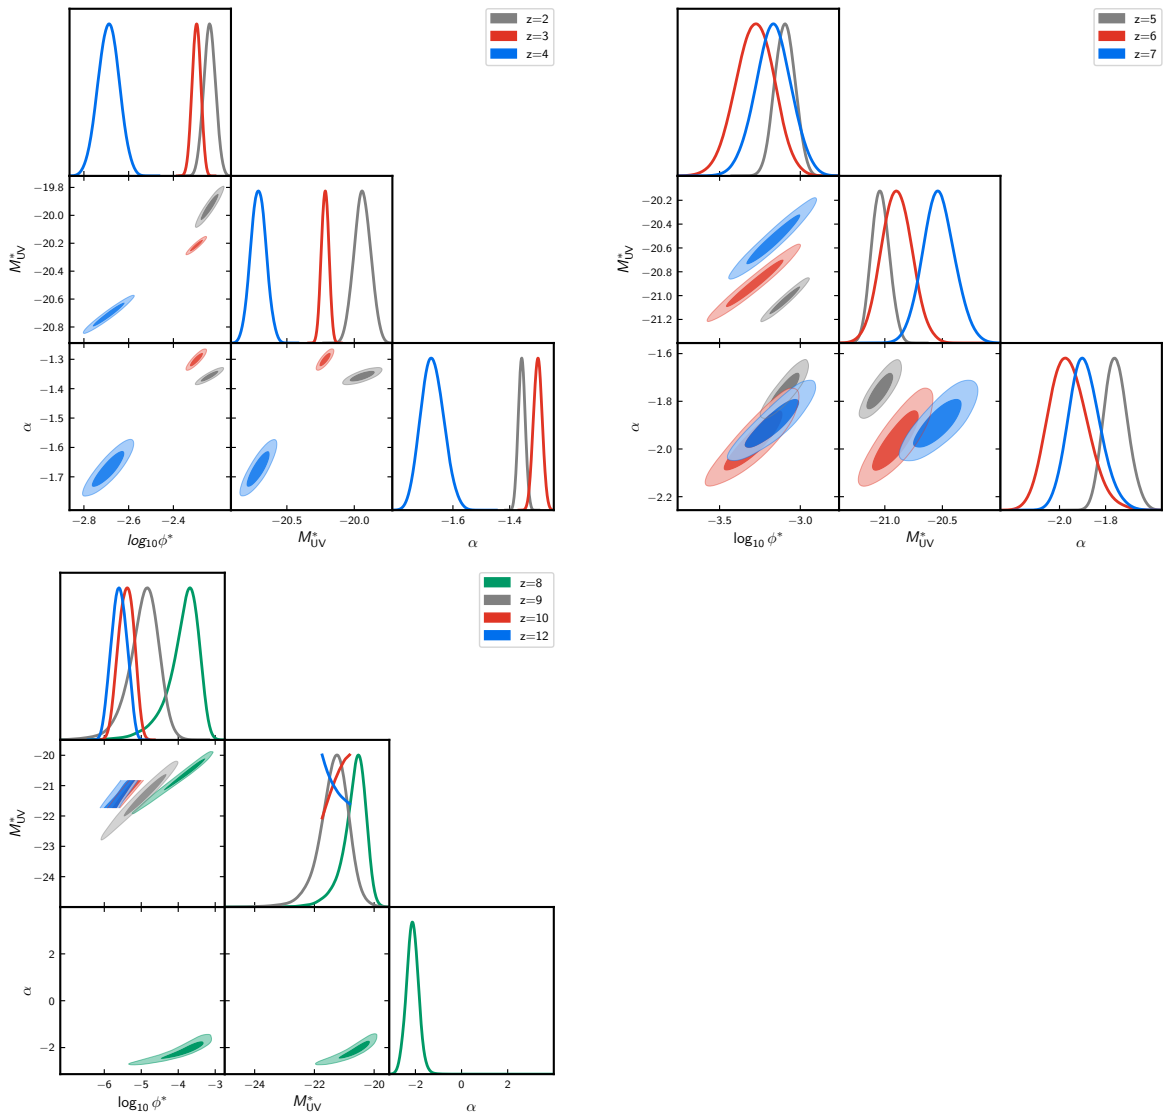 z=2
z=3
z=4
−19.8
−20.0
−20.2
−20.4
−20.6
−20.8
M*UV
−1.3
−1.4
−1.5
−1.6
−1.7
α
−2.8 −2.6 −2.4
−20.5 −20.0
−1.6 −1.4
log10ϕ* M*UV α
z=5
z=6
z=7
−20.2
−20.4
−20.6
−20.8
−21.0
−21.2
M*UV
−1.6
−1.8
−2.0
−2.2
α
−3.5 −3.0
−21.0 −20.5
−2.0 −1.8
log10 ϕ* M*UV α
z=8
z=9
z=10
z=12
−20
−21
−22
−23
−24
M*UV
2
0
−2
α
−6 −5 −4 −3
−24 −22 −20
−2 0 2
log10 ϕ* M*UV α